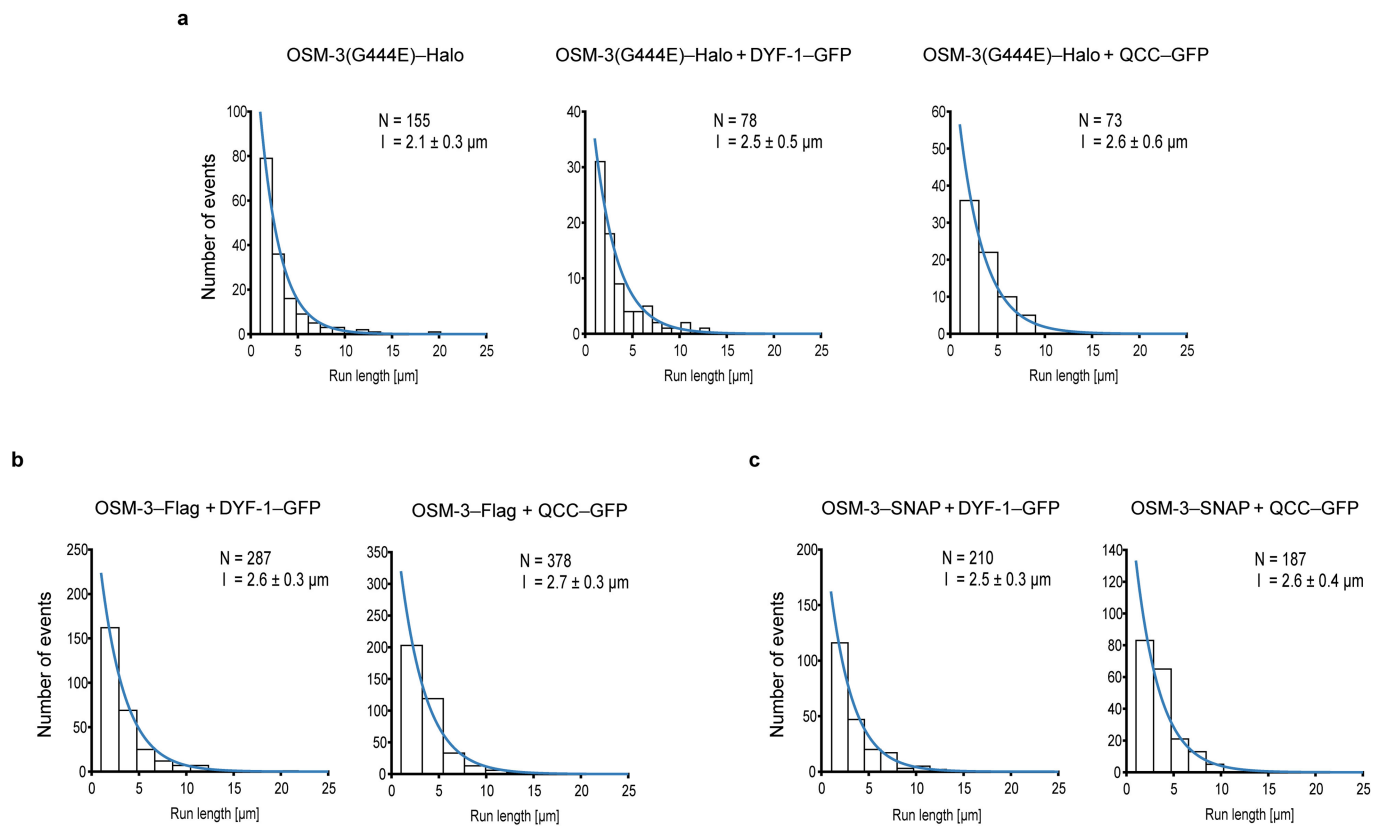 a
OSM-3(G444E)–Halo
OSM-3(G444E)–Halo + DYF-1–GFP
OSM-3(G444E)–Halo + QCC–GFP
Number of events
100
80
60
40
20
0
N = 155
l = 2.1 ± 0.3 µm
0 5 10 15 20 25
Run length [µm]
40
30
20
10
0
N = 78
l = 2.5 ± 0.5 µm
0 5 10 15 20 25
Run length [µm]
60
50
40
30
20
10
0
N = 73
l = 2.6 ± 0.6 µm
0 5 10 15 20 25
Run length [µm]
b
OSM-3–Flag + DYF-1–GFP
OSM-3–Flag + QCC–GFP
Number of events
250
200
150
100
50
0
N = 287
l = 2.6 ± 0.3 µm
0 5 10 15 20 25
Run length [µm]
350
300
250
200
150
100
50
0
N = 378
l = 2.7 ± 0.3 µm
0 5 10 15 20 25
Run length [µm]
c
OSM-3–SNAP + DYF-1–GFP
OSM-3–SNAP + QCC–GFP
Number of events
200
150
100
50
0
N = 210
l = 2.5 ± 0.3 µm
0 5 10 15 20 25
Run length [µm]
140
120
100
80
60
40
20
0
N = 187
l = 2.6 ± 0.4 µm
0 5 10 15 20 25
Run length [µm]